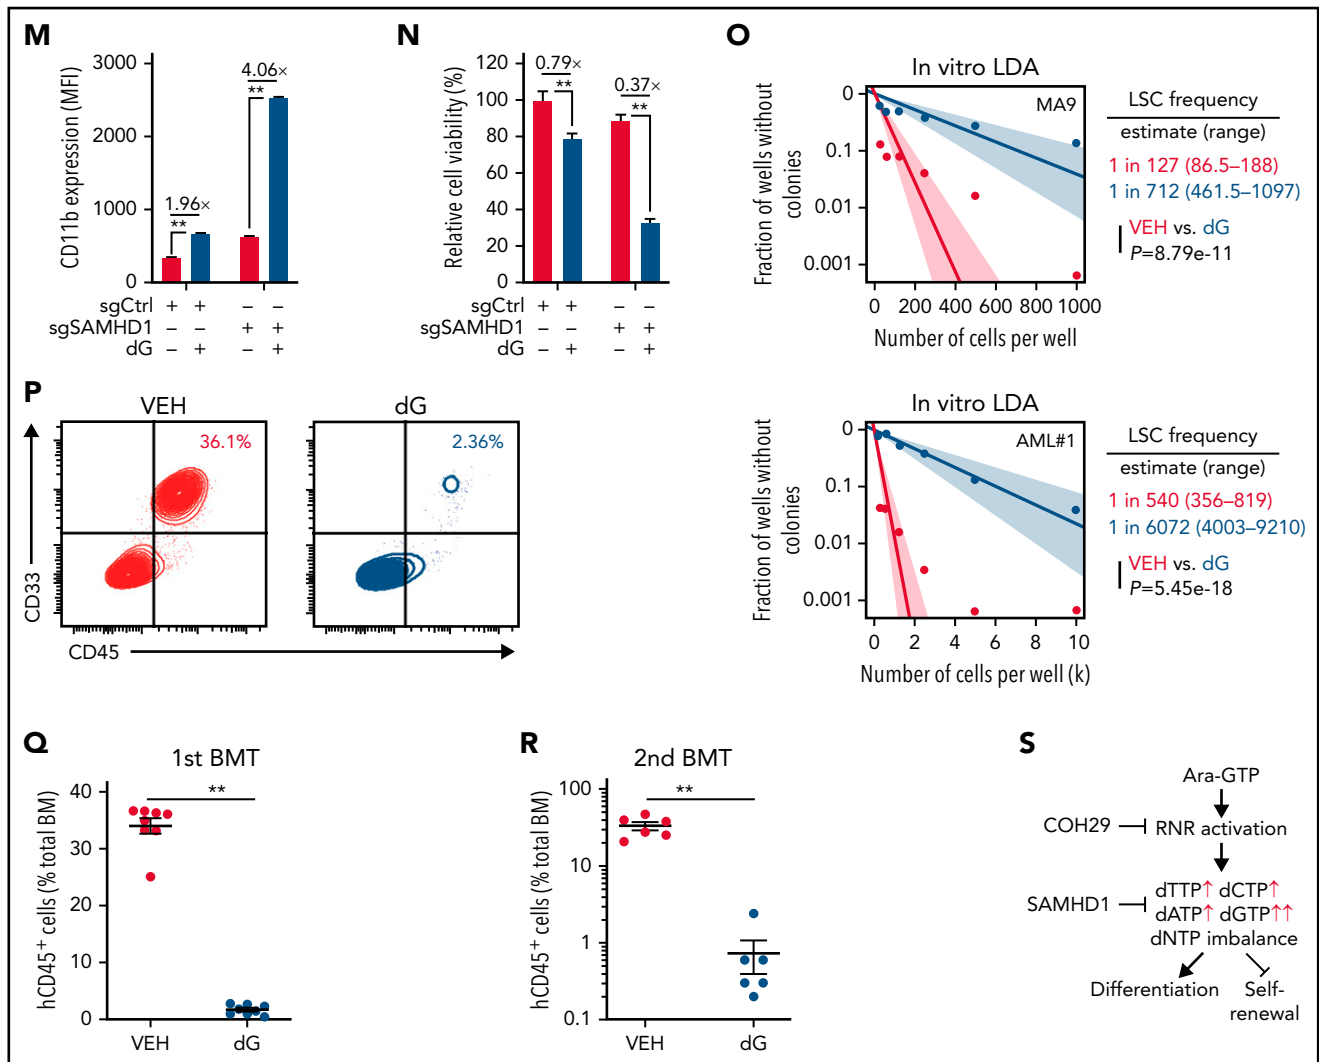 M
CD11b expression (MFI)
3000
2000
1000
0
1.96×
**
4.06×
**
sgCtrl + + – –
sgSAMHD1 – – + +
dG – + – +
N
Relative cell viability (%)
120
100
80
60
40
20
0
0.79×
**
0.37×
**
sgCtrl + + – –
sgSAMHD1 – – + +
dG – + – +
O
In vitro LDA
MA9
Fraction of wells without
colonies
0
0.1
0.01
0.001
0 200 400 600 800 1000
Number of cells per well
LSC frequency
estimate (range)
1 in 127 (86.5–188)
1 in 712 (461.5–1097)
VEH vs. dG
P=8.79e-11
In vitro LDA
AML#1
Fraction of wells without
colonies
0
0.1
0.01
0.001
0 2 4 6 8 10
Number of cells per well (k)
LSC frequency
estimate (range)
1 in 540 (356–819)
1 in 6072 (4003–9210)
VEH vs. dG
P=5.45e-18
P
VEH
36.1%
dG
2.36%
CD33
CD45
Q
1st BMT
hCD45+ cells (% total BM)
40
30
20
10
0
**
VEH dG
R
2nd BMT
hCD45+ cells (% total BM)
100
10
1
0.1
**
VEH dG
S
Ara-GTP
COH29
RNR activation
SAMHD1
dTTP↑ dCTP↑
dATP↑ dGTP↑↑
dNTP imbalance
Differentiation
Self-
renewal